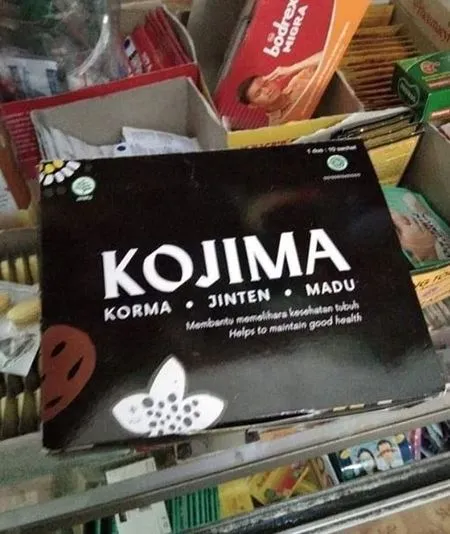 bodrex
MIGRA
1 dus : 10 sachet
KOJIMA
KORMA • JINTEN • MADU
Membantu memelihara kesehatan tubuh
Helps to maintain good health